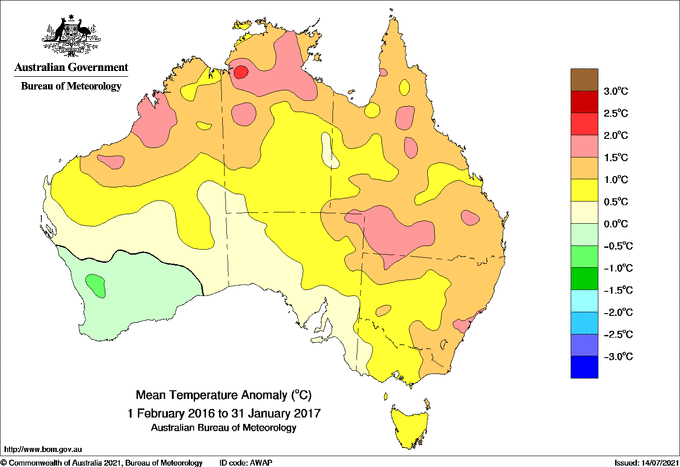 Australian Government
Bureau of Meteorology
3.0°C
2.5°C
2.0°C
1.5°C
1.0°C
0.5°C
0.0°C
-0.5°C
-1.0°C
-1.5°C
-2.0°C
-2.5°C
-3.0°C
Mean Temperature Anomaly (°C)
1 February 2016 to 31 January 2017
Australian Bureau of Meteorology
http://www.bom.gov.au
© Commonwealth of Australia 2021, Bureau of Meteorology ID code: AWAP Issued: 14/07/2021